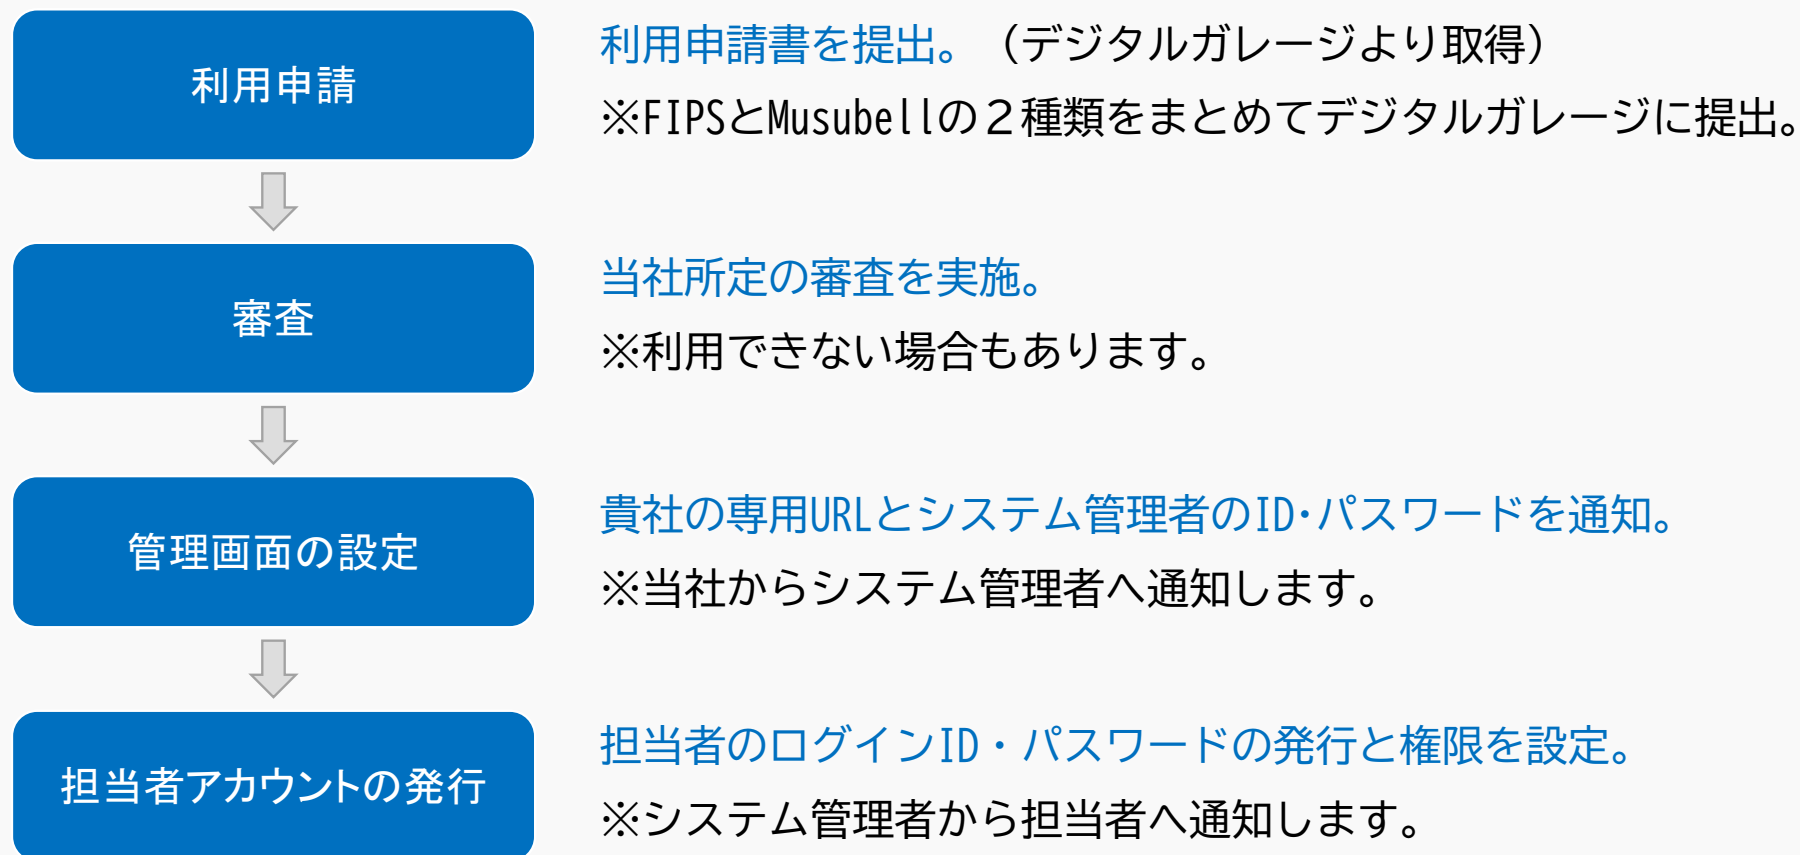 利用申請
利用申請書を提出。（デジタルガレージより取得）
※FIPSとMusubellの２種類をまとめてデジタルガレージに提出。
審査
当社所定の審査を実施。
※利用できない場合もあります。
管理画面の設定
貴社の専用URLとシステム管理者のID･パスワードを通知。
※当社からシステム管理者へ通知します。
担当者アカウントの発行
担当者のログインID・パスワードの発行と権限を設定。
※システム管理者から担当者へ通知します。